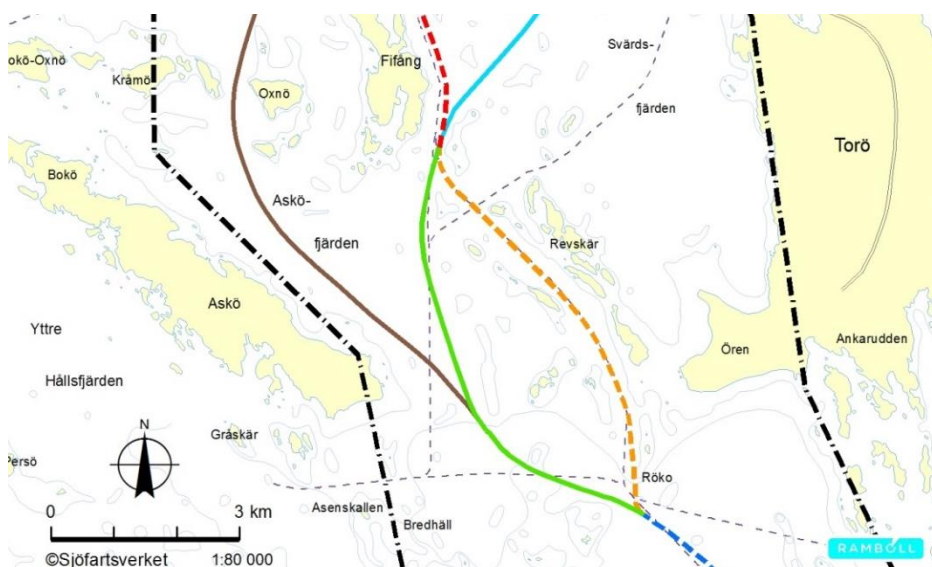 Svärds-
Fifång
okö-Oxnö
Kråmö
Oxnö
fjärden
Torö
Bokö
Askö-
fjärden
Revskär
Askö
Yttre
Ankarudden
Ören
Hållsfjärden
Gråskär
N
Persö
Röko
0 3 km
Asenskallen
Bredhäll
©Sjöfartsverket 1:80 000
RAMBOLL